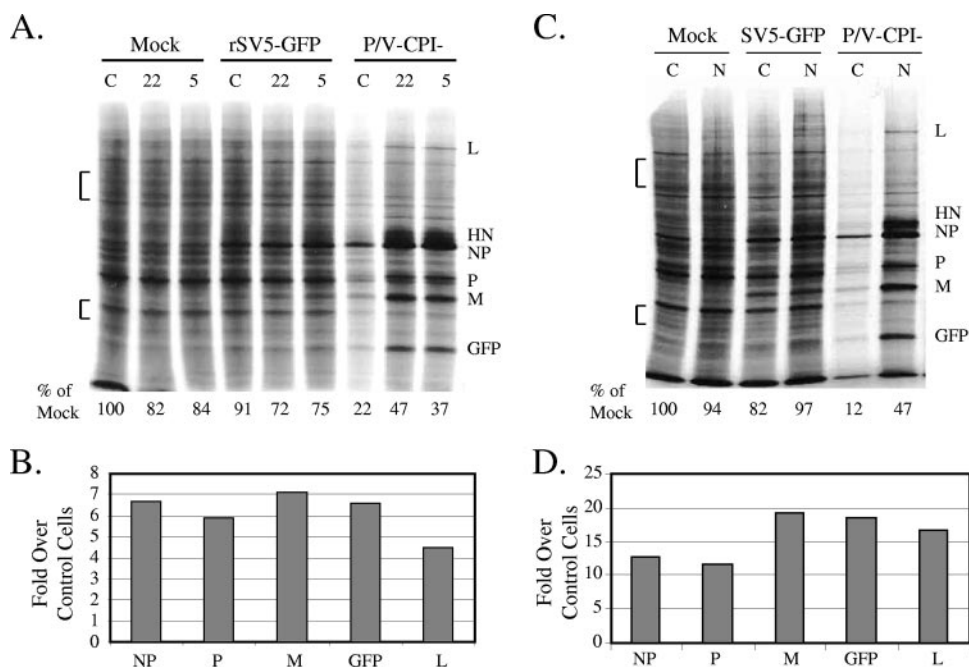 A.
Mock rSV5-GFP P/V-CPI-
C 22 5 C 22 5 C 22 5
L
HN
NP
P
M
GFP
% of
Mock 100 82 84 91 72 75 22 47 37
C.
Mock SV5-GFP P/V-CPI-
C N C N C N
L
HN
NP
P
M
GFP
% of
Mock 100 94 82 97 12 47
B.
Fold Over
Control Cells
8
7
6
5
4
3
2
1
0
NP P M GFP L
D.
Fold Over
Control Cells
25
20
15
10
5
0
NP P M GFP L